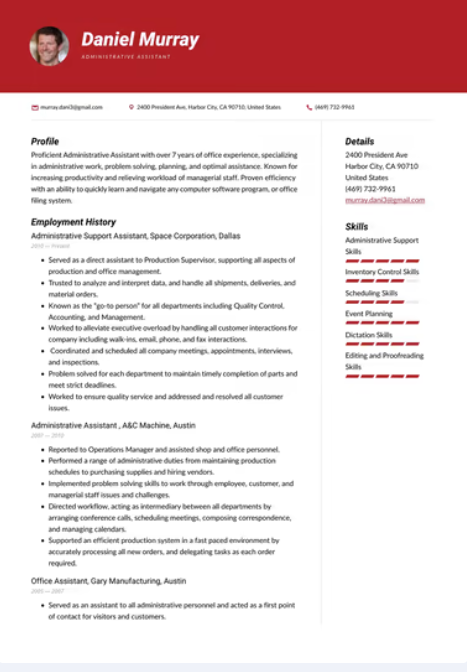 Daniel Murray
ADMINISTRATIVE ASSISTANT
murray.dani3@gmail.com
2400 President Ave, Harbor City, CA 90710, United States
(469) 732-9961
Profile
Proficient Administrative Assistant with over 7 years of office experience, specializing
in administrative work, problem solving, planning, and optimal assistance. Known for
increasing productivity and relieving workload of managerial staff. Proven efficiency
with an ability to quickly learn and navigate any computer software program, or office
filing system.
Employment History
Administrative Support Assistant, Space Corporation, Dallas
2010 — Present
• Served as a direct assistant to Production Supervisor, supporting all aspects of
production and office management.
• Trusted to analyze and interpret data, and handle all shipments, deliveries, and
material orders.
• Known as the "go-to person" for all departments including Quality Control,
Accounting, and Management.
• Worked to alleviate executive overload by handling all customer interactions for
company including walk-ins, email, phone, and fax interactions.
• Coordinated and scheduled all company meetings, appointments, interviews,
and inspections.
• Problem solved for each department to maintain timely completion of parts and
meet strict deadlines.
• Worked to ensure quality service and addressed and resolved all customer
issues.
Administrative Assistant , A&C Machine, Austin
2007 — 2010
• Reported to Operations Manager and assisted shop and office personnel.
• Performed a range of administrative duties from maintaining production
schedules to purchasing supplies and hiring vendors.
• Implemented problem solving skills to work through employee, customer, and
managerial staff issues and challenges.
• Directed workflow, acting as intermediary between all departments by
arranging conference calls, scheduling meetings, composing correspondence,
and managing calendars.
• Supported an efficient production system in a fast paced environment by
accurately processing all new orders, and delegating tasks as each order
required.
Office Assistant, Gary Manufacturing, Austin
2005 — 2007
• Served as an assistant to all administrative personnel and acted as a first point
of contact for visitors and customers.
Details
2400 President Ave
Harbor City, CA 90710
United States
(469) 732-9961
murray.dani3@gmail.com
Skills
Administrative Support
Skills
Inventory Control Skills
Scheduling Skills
Event Planning
Dictation Skills
Editing and Proofreading
Skills